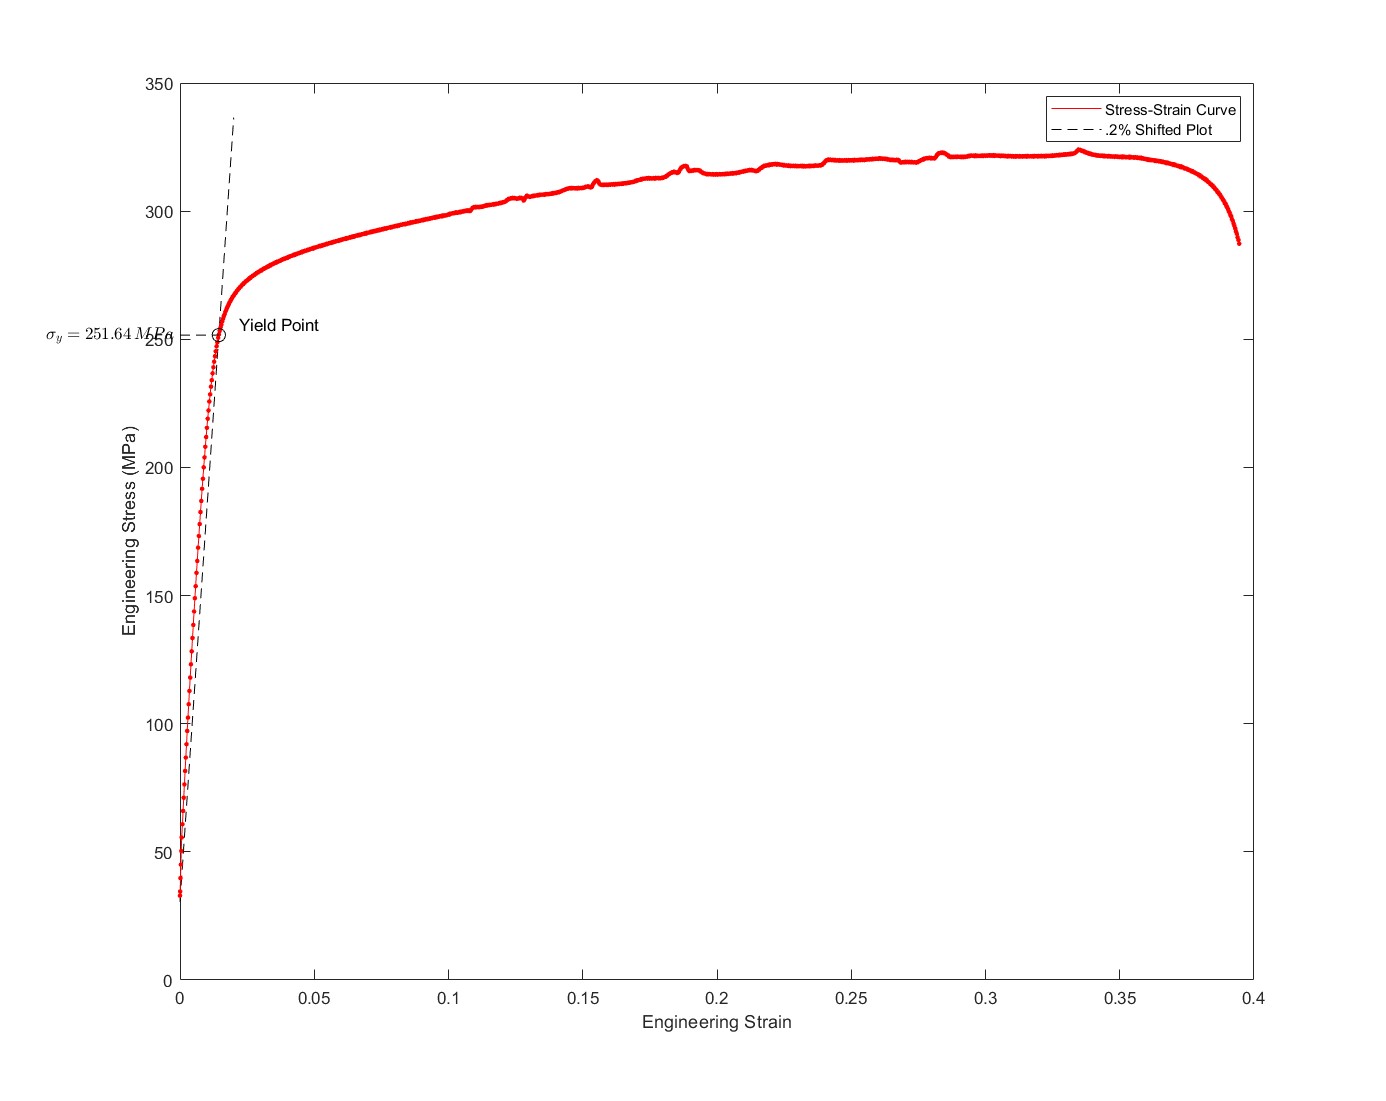 350
Stress-Strain Curve
.2% Shifted Plot
300
Yield Point
σy = 251.64 MPa
250
200
Engineering Stress (MPa)
150
100
50
0
0 0.05 0.1 0.15 0.2 0.25 0.3 0.35 0.4
Engineering Strain